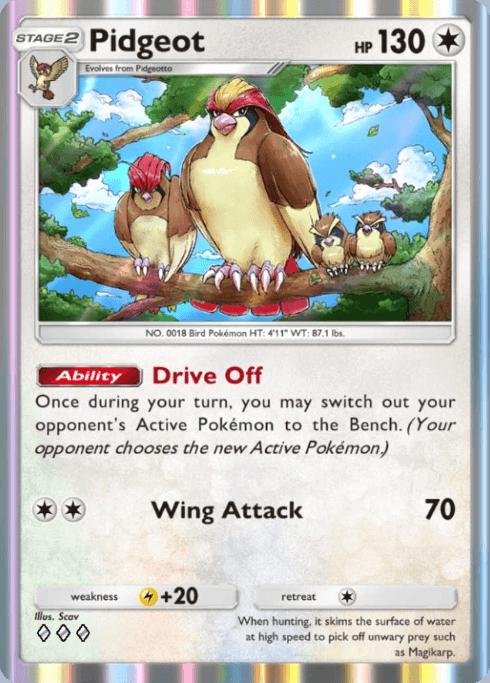 STAGE 2 Pidgeot HP 130
Evolves from Pidgeotto
NO. 0018 Bird Pokémon HT: 4'11" WT: 87.1 lbs.
Ability Drive Off
Once during your turn, you may switch out your
opponent's Active Pokémon to the Bench. (Your
opponent chooses the new Active Pokémon.)
Wing Attack 70
weakness +20 retreat
Illus. Scav
When hunting, it skims the surface of water
at high speed to pick off unwary prey such
as Magikarp.